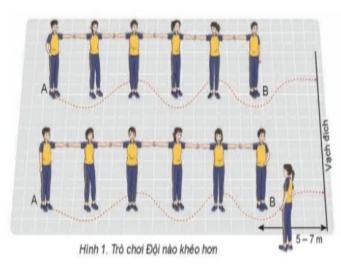 A
B
Vạch đích
A
B
5 – 7 m
Hình 1. Trò chơi Đội nào khéo hơn